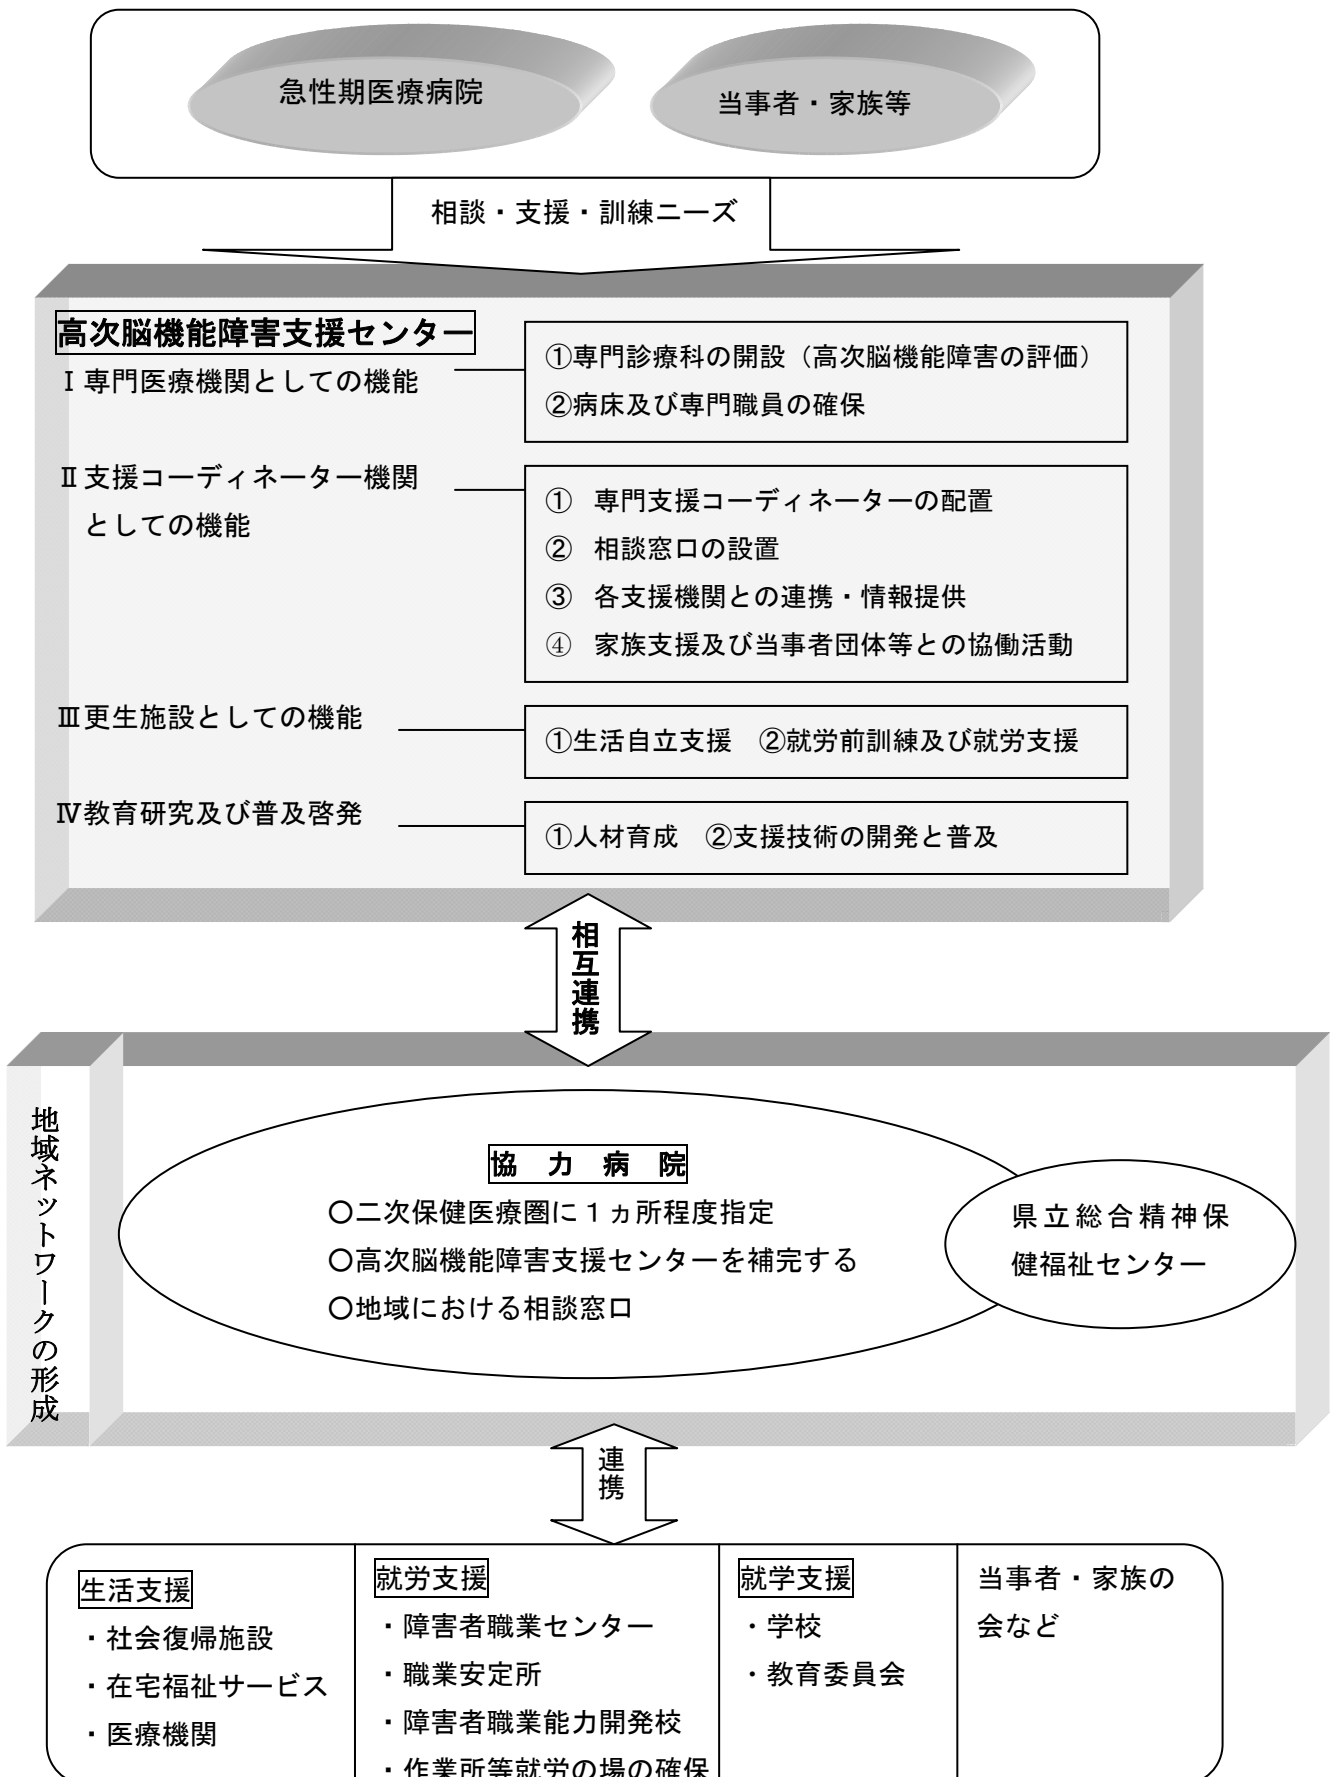 急性期医療病院
当事者・家族等
相談・支援・訓練ニーズ
高次脳機能障害支援センター
Ⅰ専門医療機関としての機能
①専門診療科の開設（高次脳機能障害の評価）
②病床及び専門職員の確保
Ⅱ支援コーディネーター機関
としての機能
① 専門支援コーディネーターの配置
② 相談窓口の設置
③ 各支援機関との連携・情報提供
④ 家族支援及び当事者団体等との協働活動
Ⅲ更生施設としての機能
①生活自立支援　②就労前訓練及び就労支援
Ⅳ教育研究及び普及啓発
①人材育成　②支援技術の開発と普及
相互連携
地域ネットワークの形成
協　力　病　院
〇二次保健医療圏に１ヵ所程度指定
〇高次脳機能障害支援センターを補完する
〇地域における相談窓口
県立総合精神保
健福祉センター
連携
生活支援
・社会復帰施設
・在宅福祉サービス
・医療機関
就労支援
・障害者職業センター
・職業安定所
・障害者職業能力開発校
・作業所等就労の場の確保
就学支援
・学校
・教育委員会
当事者・家族の
会など